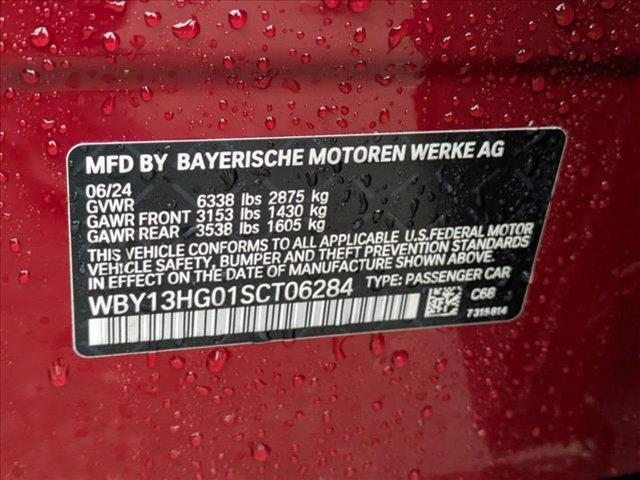 MFD BY BAYERISCHE MOTOREN WERKE AG
06/24
GVWR 6338 lbs 2875 kg
GAWR FRONT 3153 lbs 1430 kg
GAWR REAR 3538 lbs 1605 kg
THIS VEHICLE CONFORMS TO ALL APPLICABLE U.S.FEDERAL MOTOR
VEHICLE SAFETY, BUMPER AND THEFT PREVENTION STANDARDS
IN EFFECT ON THE DATE OF MANUFACTURE SHOWN ABOVE.
WBY13HG01SCT06284 TYPE: PASSENGER CAR
C68
7315814